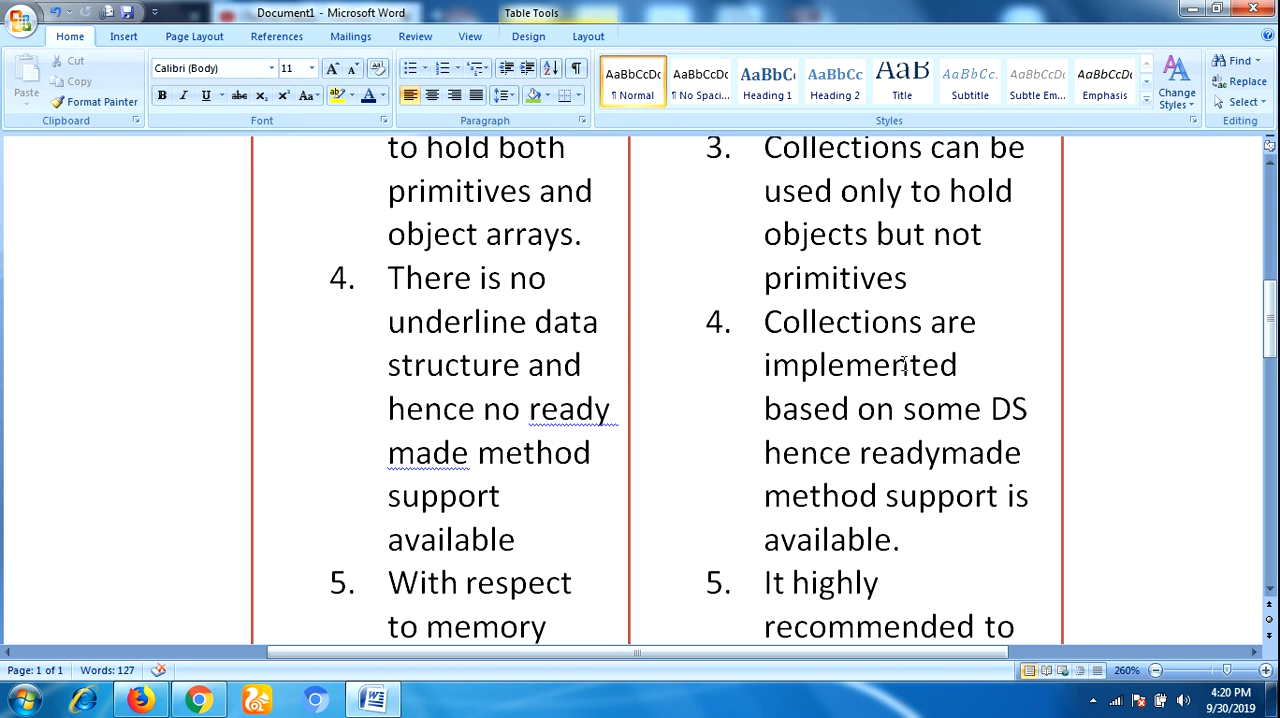 Document1 - Microsoft Word
Table Tools
Home Insert Page Layout References Mailings Review View Design Layout
Paste
Cut
Copy
Format Painter
Clipboard
Calibri (Body) 11
Font
Paragraph
AaBbCcDc AaBbCcDc AaBbC AaBbCc AaB AaBbCc. AaBbCcDc AaBbCcDc
¶ Normal ¶ No Spaci... Heading 1 Heading 2 Title Subtitle Subtle Em... Emphasis
Change Styles
Styles
Find
Replace
Select
Editing
to hold both
primitives and
object arrays.
4. There is no
underline data
structure and
hence no ready
made method
support
available
5. With respect
to memory
3. Collections can be
used only to hold
objects but not
primitives
4. Collections are
implemented
based on some DS
hence readymade
method support is
available.
5. It highly
recommended to
Page: 1 of 1 Words: 127
260%
4:20 PM
9/30/2019